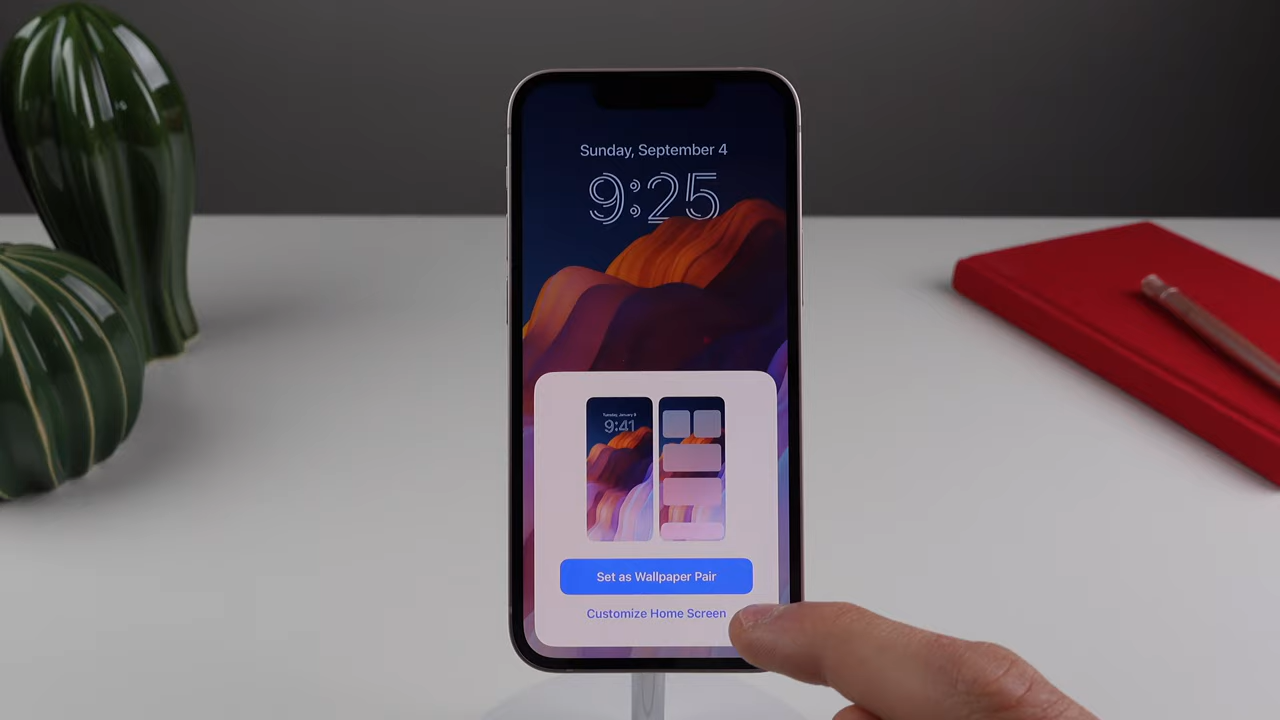 Sunday, September 4
9:25
Tuesday, January 9
9:41
Set as Wallpaper Pair
Customize Home Screen